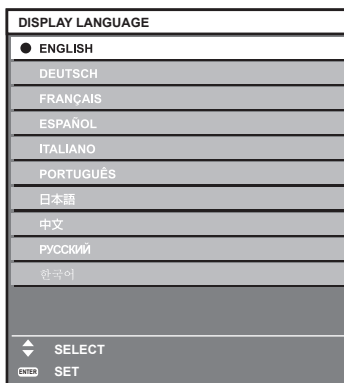 DISPLAY LANGUAGE
ENGLISH
DEUTSCH
FRANÇAIS
ESPAÑOL
ITALIANO
PORTUGUÊS
日本語
中文
РУССКИЙ
한국어
SELECT
ENTER SET